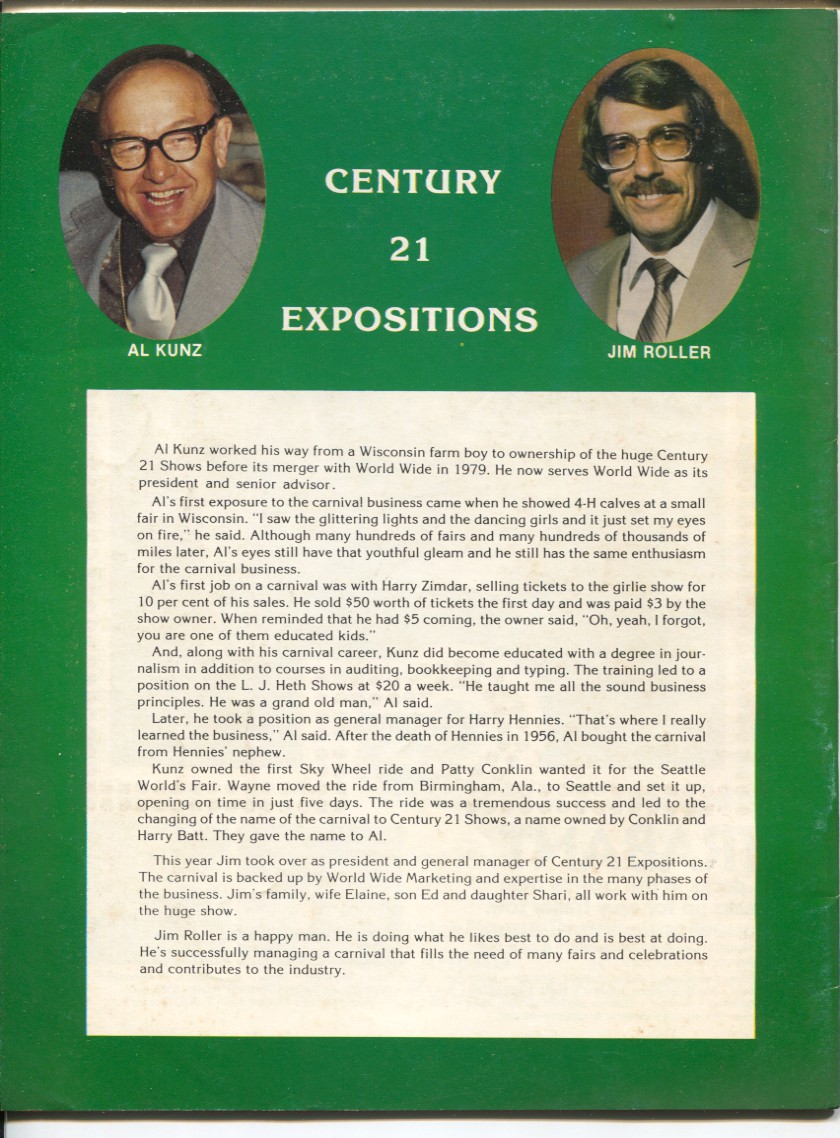 CENTURY
21
EXPOSITIONS
AL KUNZ
JIM ROLLER
Al Kunz worked his way from a Wisconsin farm boy to ownership of the huge Century
21 Shows before its merger with World Wide in 1979. He now serves World Wide as its
president and senior advisor.
Al's first exposure to the carnival business came when he showed 4-H calves at a small
fair in Wisconsin. "I saw the glittering lights and the dancing girls and it just set my eyes
on fire," he said. Although many hundreds of fairs and many hundreds of thousands of
miles later, Al's eyes still have that youthful gleam and he still has the same enthusiasm
for the carnival business.
Al's first job on a carnival was with Harry Zimdar, selling tickets to the girlie show for
10 per cent of his sales. He sold $50 worth of tickets the first day and was paid $3 by the
show owner. When reminded that he had $5 coming, the owner said, "Oh, yeah, I forgot,
you are one of them educated kids."
And, along with his carnival career, Kunz did become educated with a degree in jour-
nalism in addition to courses in auditing, bookkeeping and typing. The training led to a
position on the L. J. Heth Shows at $20 a week. "He taught me all the sound business
principles. He was a grand old man," Al said.
Later, he took a position as general manager for Harry Hennies. "That's where I really
learned the business," Al said. After the death of Hennies in 1956, Al bought the carnival
from Hennies' nephew.
Kunz owned the first Sky Wheel ride and Patty Conklin wanted it for the Seattle
World's Fair. Wayne moved the ride from Birmingham, Ala., to Seattle and set it up,
opening on time in just five days. The ride was a tremendous success and led to the
changing of the name of the carnival to Century 21 Shows, a name owned by Conklin and
Harry Batt. They gave the name to Al.
This year Jim took over as president and general manager of Century 21 Expositions.
The carnival is backed up by World Wide Marketing and expertise in the many phases of
the business. Jim's family, wife Elaine, son Ed and daughter Shari, all work with him on
the huge show.
Jim Roller is a happy man. He is doing what he likes best to do and is best at doing.
He's successfully managing a carnival that fills the need of many fairs and celebrations
and contributes to the industry.